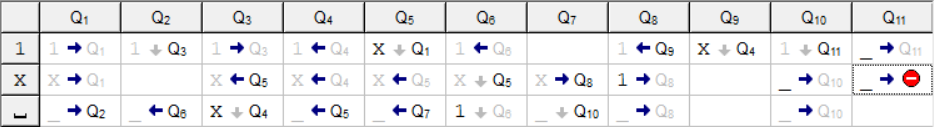 Q₁ Q₂ Q₃ Q₄ Q₅ Q₆ Q₇ Q₈ Q₉ Q₁₀ Q₁₁
1 1 → Q₁ 1 ↓ Q₃ 1 → Q₃ 1 ← Q₄ X ↓ Q₁ 1 ← Q₆ 1 ← Q₉ X ↓ Q₄ 1 ↓ Q₁₁ _ → Q₁₁
X X → Q₁ X ← Q₅ X ← Q₄ X ← Q₅ X ↓ Q₅ X → Q₈ 1 → Q₈ _ → Q₁₀ _ → ⛔
␣ _ → Q₂ _ ← Q₆ X ↓ Q₄ _ ← Q₅ _ ← Q₇ 1 ↓ Q₆ _ ↓ Q₁₀ _ → Q₈ _ → Q₁₀